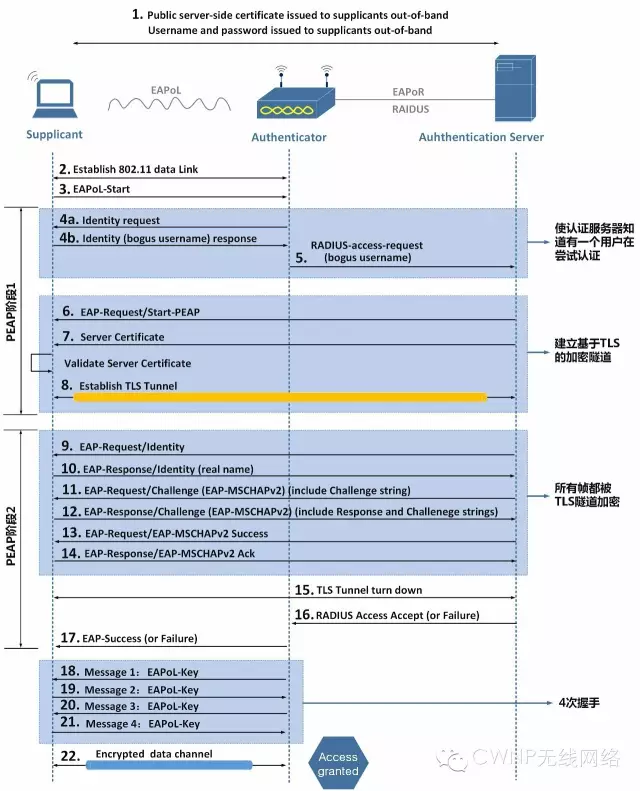 1. Public server-side certificate issued to supplicants out-of-band
Username and password issued to supplicants out-of-band
EAPoL
EAPoR
RAIDUS
Supplicant
Authenticator
Auhthentication Server
2. Establish 802.11 data Link
3. EAPoL-Start
PEAP阶段1
4a. Identity request
4b. Identity (bogus username) response
RADIUS-access-request
5. (bogus username)
使认证服务器知
道有一个用户在
尝试认证
6. EAP-Request/Start-PEAP
7. Server Certificate
Validate Server Certificate
8. Establish TLS Tunnel
建立基于TLS
的加密隧道
PEAP阶段2
9. EAP-Request/Identity
10. EAP-Response/Identity (real name)
11. EAP-Request/Challenge (EAP-MSCHAPv2) (include Challenge string)
12. EAP-Response/Challenge (EAP-MSCHAPv2) (include Response and Challenege strings)
13. EAP-Request/EAP-MSCHAPv2 Success
14. EAP-Response/EAP-MSCHAPv2 Ack
所有帧都被
TLS隧道加密
15. TLS Tunnel turn down
16. RADIUS Access Accept (or Failure)
17. EAP-Success (or Failure)
18. Message 1：EAPoL-Key
19. Message 2：EAPoL-Key
20. Message 3：EAPoL-Key
21. Message 4：EAPoL-Key
4次握手
22. Encrypted data channel
Access
granted
CWNP无线网络